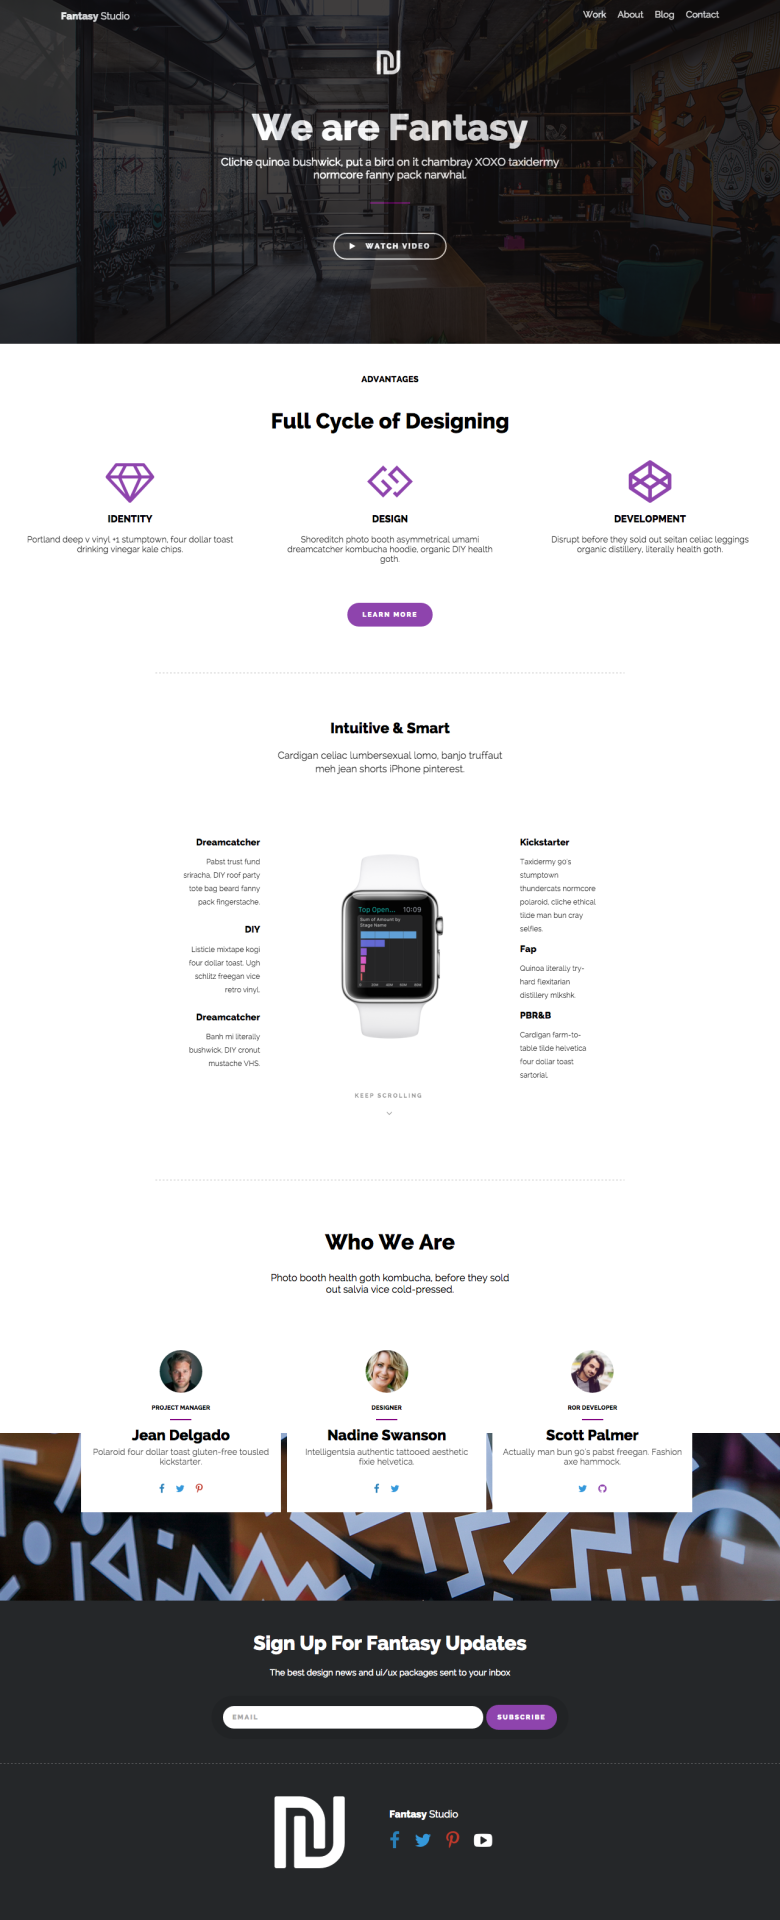 Fantasy Studio
Work About Blog Contact
We are Fantasy
Cliche quinoa bushwick, put a bird on it chambray XOXO taxidermy
normcore fanny pack narwhal.
WATCH VIDEO
ADVANTAGES
Full Cycle of Designing
IDENTITY
Portland deep v vinyl +1 stumptown, four dollar toast
drinking vinegar kale chips.
DESIGN
Shoreditch photo booth asymmetrical umami
dreamcatcher kombucha hoodie, organic DIY health
goth.
DEVELOPMENT
Disrupt before they sold out seitan celiac leggings
organic distillery, literally health goth.
LEARN MORE
Intuitive & Smart
Cardigan celiac lumbersexual lomo, banjo truffaut
meh jean shorts iPhone pinterest.
Dreamcatcher
Pabst trust fund
sriracha, DIY roof party
tote bag beard fanny
pack fingerstache.
DIY
Listicle mixtape kogi
four dollar toast. Ugh
schlitz freegan vice
retro vinyl.
Dreamcatcher
Banh mi literally
bushwick, DIY cronut
mustache VHS.
Top Open... 10:09
Sum of Amount by
Stage Name
Kickstarter
Taxidermy go's
stumptown
thundercats normcore
polaroid, cliche ethical
tilde man bun cray
selfies.
Fap
Quinoa literally try-
hard flexitarian
distillery mlkshk.
PBR&B
Cardigan farm-to-
table tilde helvetica
four dollar toast
sartorial.
KEEP SCROLLING
Who We Are
Photo booth health goth kombucha, before they sold
out salvia vice cold-pressed.
PROJECT MANAGER
Jean Delgado
Polaroid four dollar toast gluten-free tousled
kickstarter.
DESIGNER
Nadine Swanson
Intelligentsia authentic tattooed aesthetic
fixie helvetica.
ROR DEVELOPER
Scott Palmer
Actually man bun go's pabst freegan. Fashion
axe hammock.
Sign Up For Fantasy Updates
The best design news and ui/ux packages sent to your inbox
EMAIL
SUBSCRIBE
Fantasy Studio